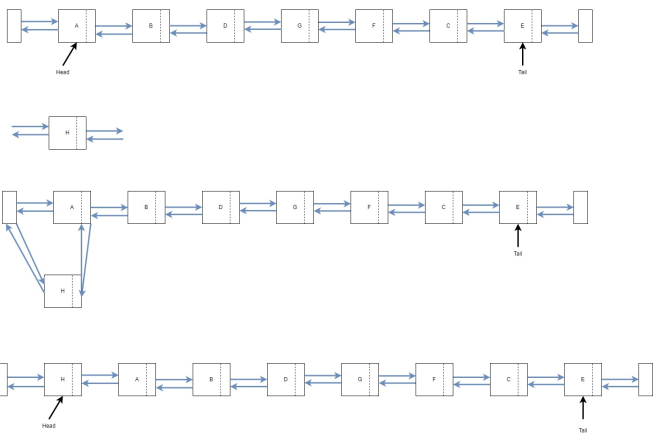 A B D G F C E
Head Tail
H
A B D G F C E
Tail
H
H A B D G F C E
Head Tail